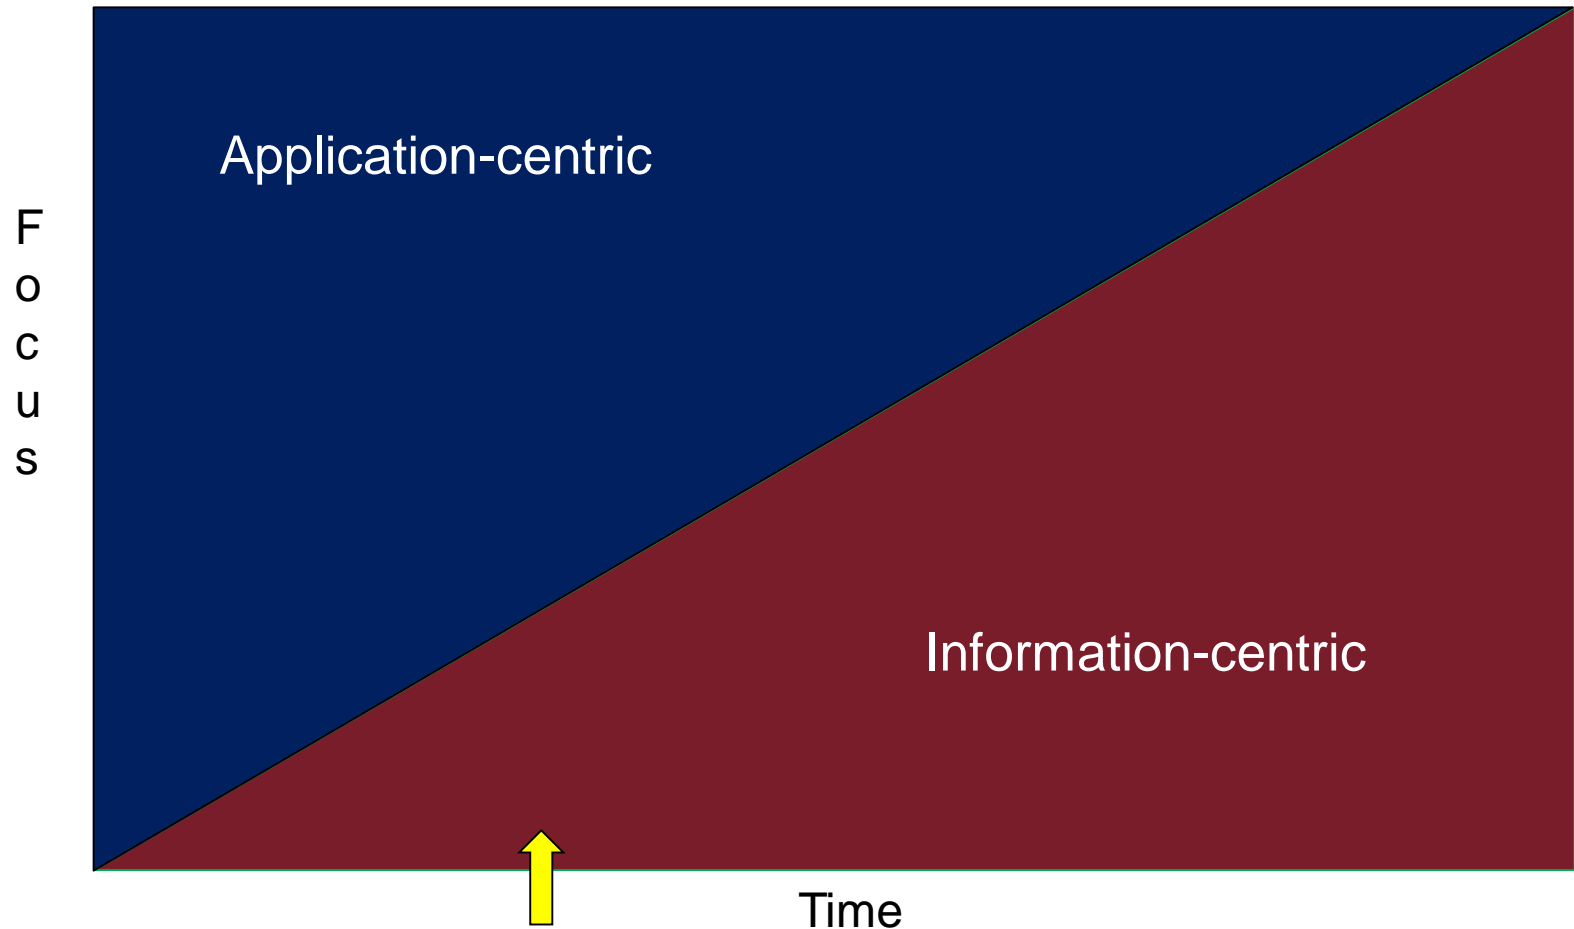 Application-centric
F
o
c
u
s
Information-centric
Time